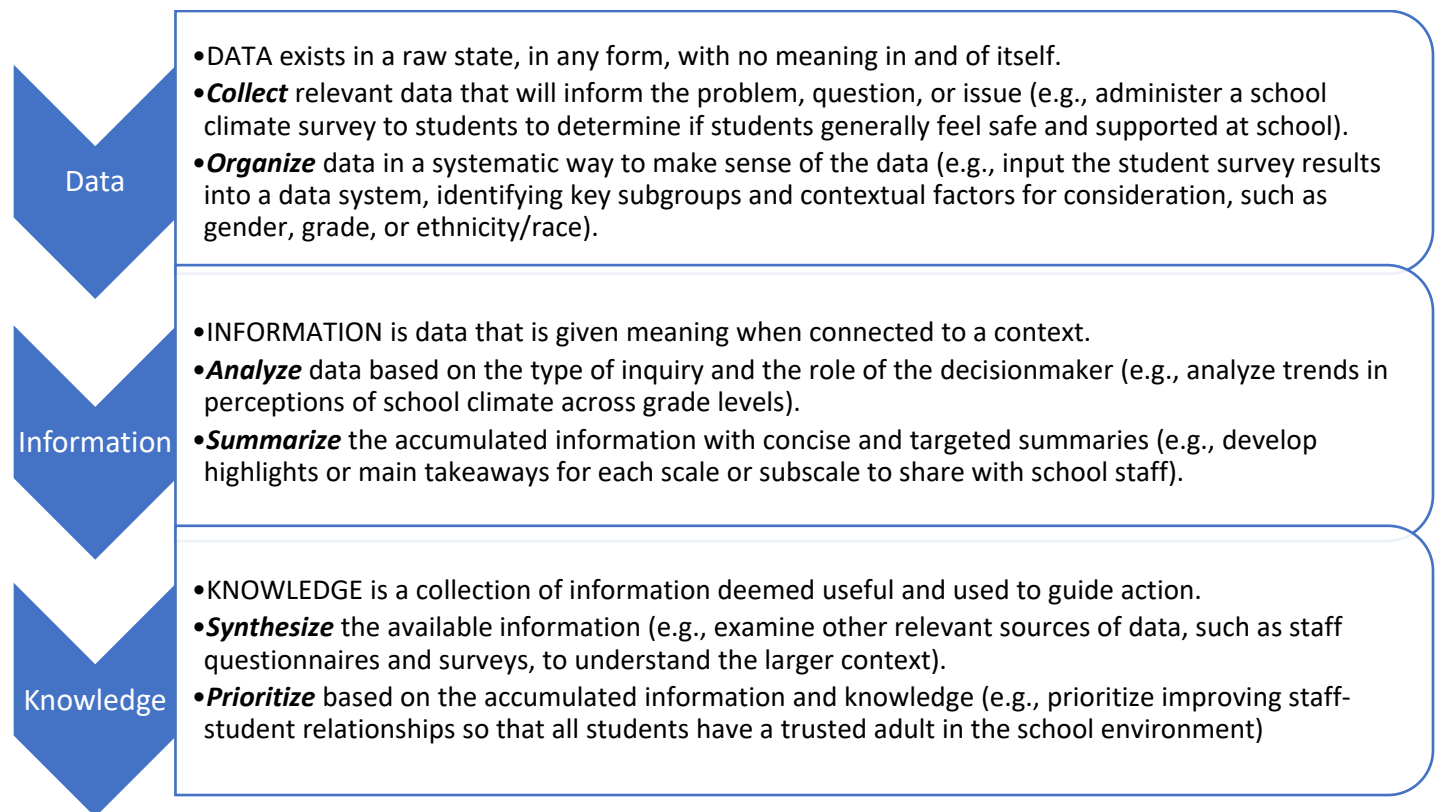 Data
•DATA exists in a raw state, in any form, with no meaning in and of itself.
•Collect relevant data that will inform the problem, question, or issue (e.g., administer a school
climate survey to students to determine if students generally feel safe and supported at school).
•Organize data in a systematic way to make sense of the data (e.g., input the student survey results
into a data system, identifying key subgroups and contextual factors for consideration, such as
gender, grade, or ethnicity/race).
Information
•INFORMATION is data that is given meaning when connected to a context.
•Analyze data based on the type of inquiry and the role of the decisionmaker (e.g., analyze trends in
perceptions of school climate across grade levels).
•Summarize the accumulated information with concise and targeted summaries (e.g., develop
highlights or main takeaways for each scale or subscale to share with school staff).
Knowledge
•KNOWLEDGE is a collection of information deemed useful and used to guide action.
•Synthesize the available information (e.g., examine other relevant sources of data, such as staff
questionnaires and surveys, to understand the larger context).
•Prioritize based on the accumulated information and knowledge (e.g., prioritize improving staff-
student relationships so that all students have a trusted adult in the school environment)